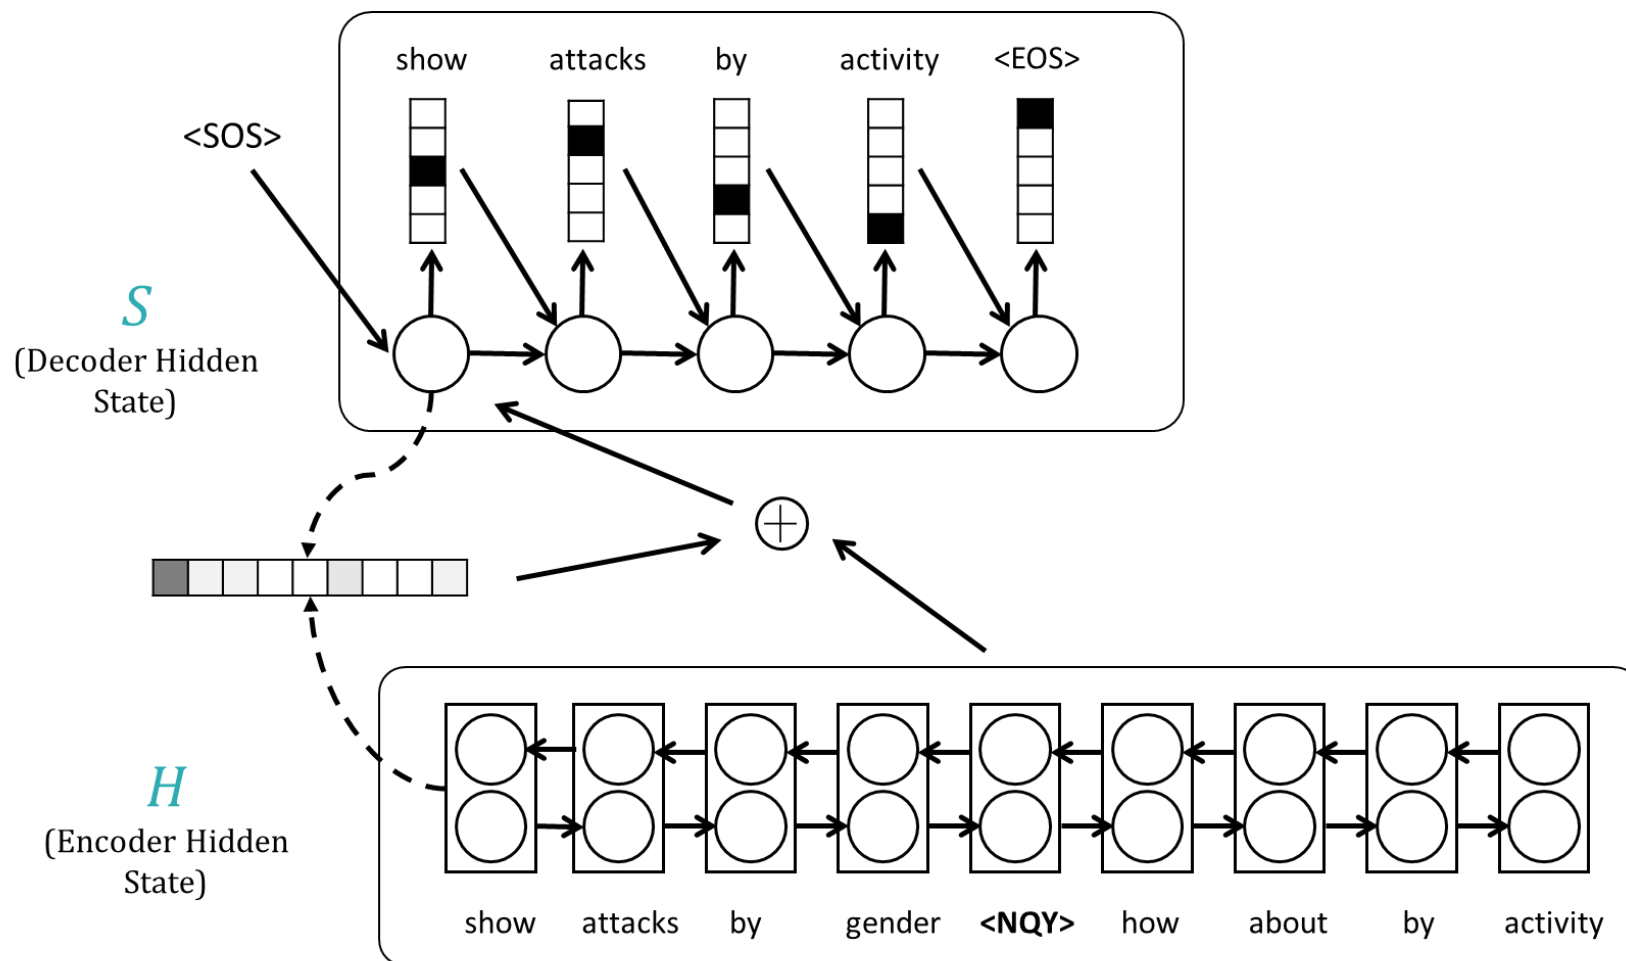 show attacks by activity <EOS>
<SOS>
S
(Decoder Hidden
State)
H
(Encoder Hidden
State)
show attacks by gender <NQY> how about by activity